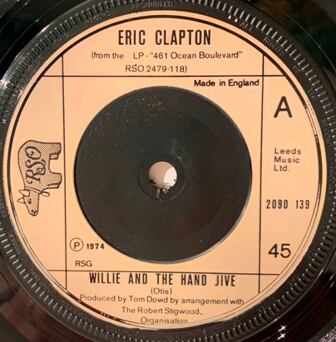 ERIC CLAPTON
(from the LP-"461 Ocean Boulevard"
RSO 2479-118)
Made in England
A
Leeds
Music
Ltd.
RSO
2090 139
℗ 1974
45
RSG
WILLIE AND THE HAND JIVE
(Otis)
Produced by Tom Dowd by arrangement with
The Robert Stigwood,
Organisation